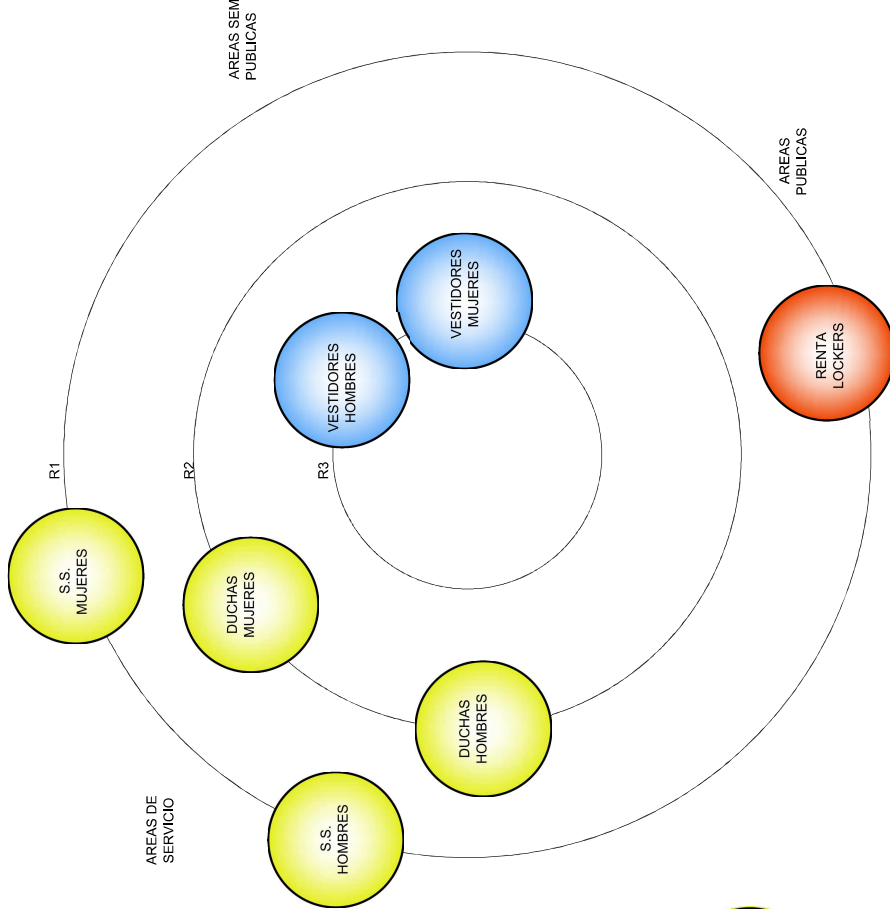 R1
S.S.
MUJERES
AREAS DE
SERVICIO
R2
DUCHAS
MUJERES
AREAS SEM
PUBLICAS
R3
S.S.
HOMBRES
VESTIDORES
HOMBRES
VESTIDORES
MUJERES
DUCHAS
HOMBRES
AREAS
PUBLICAS
RENTA
LOCKERS